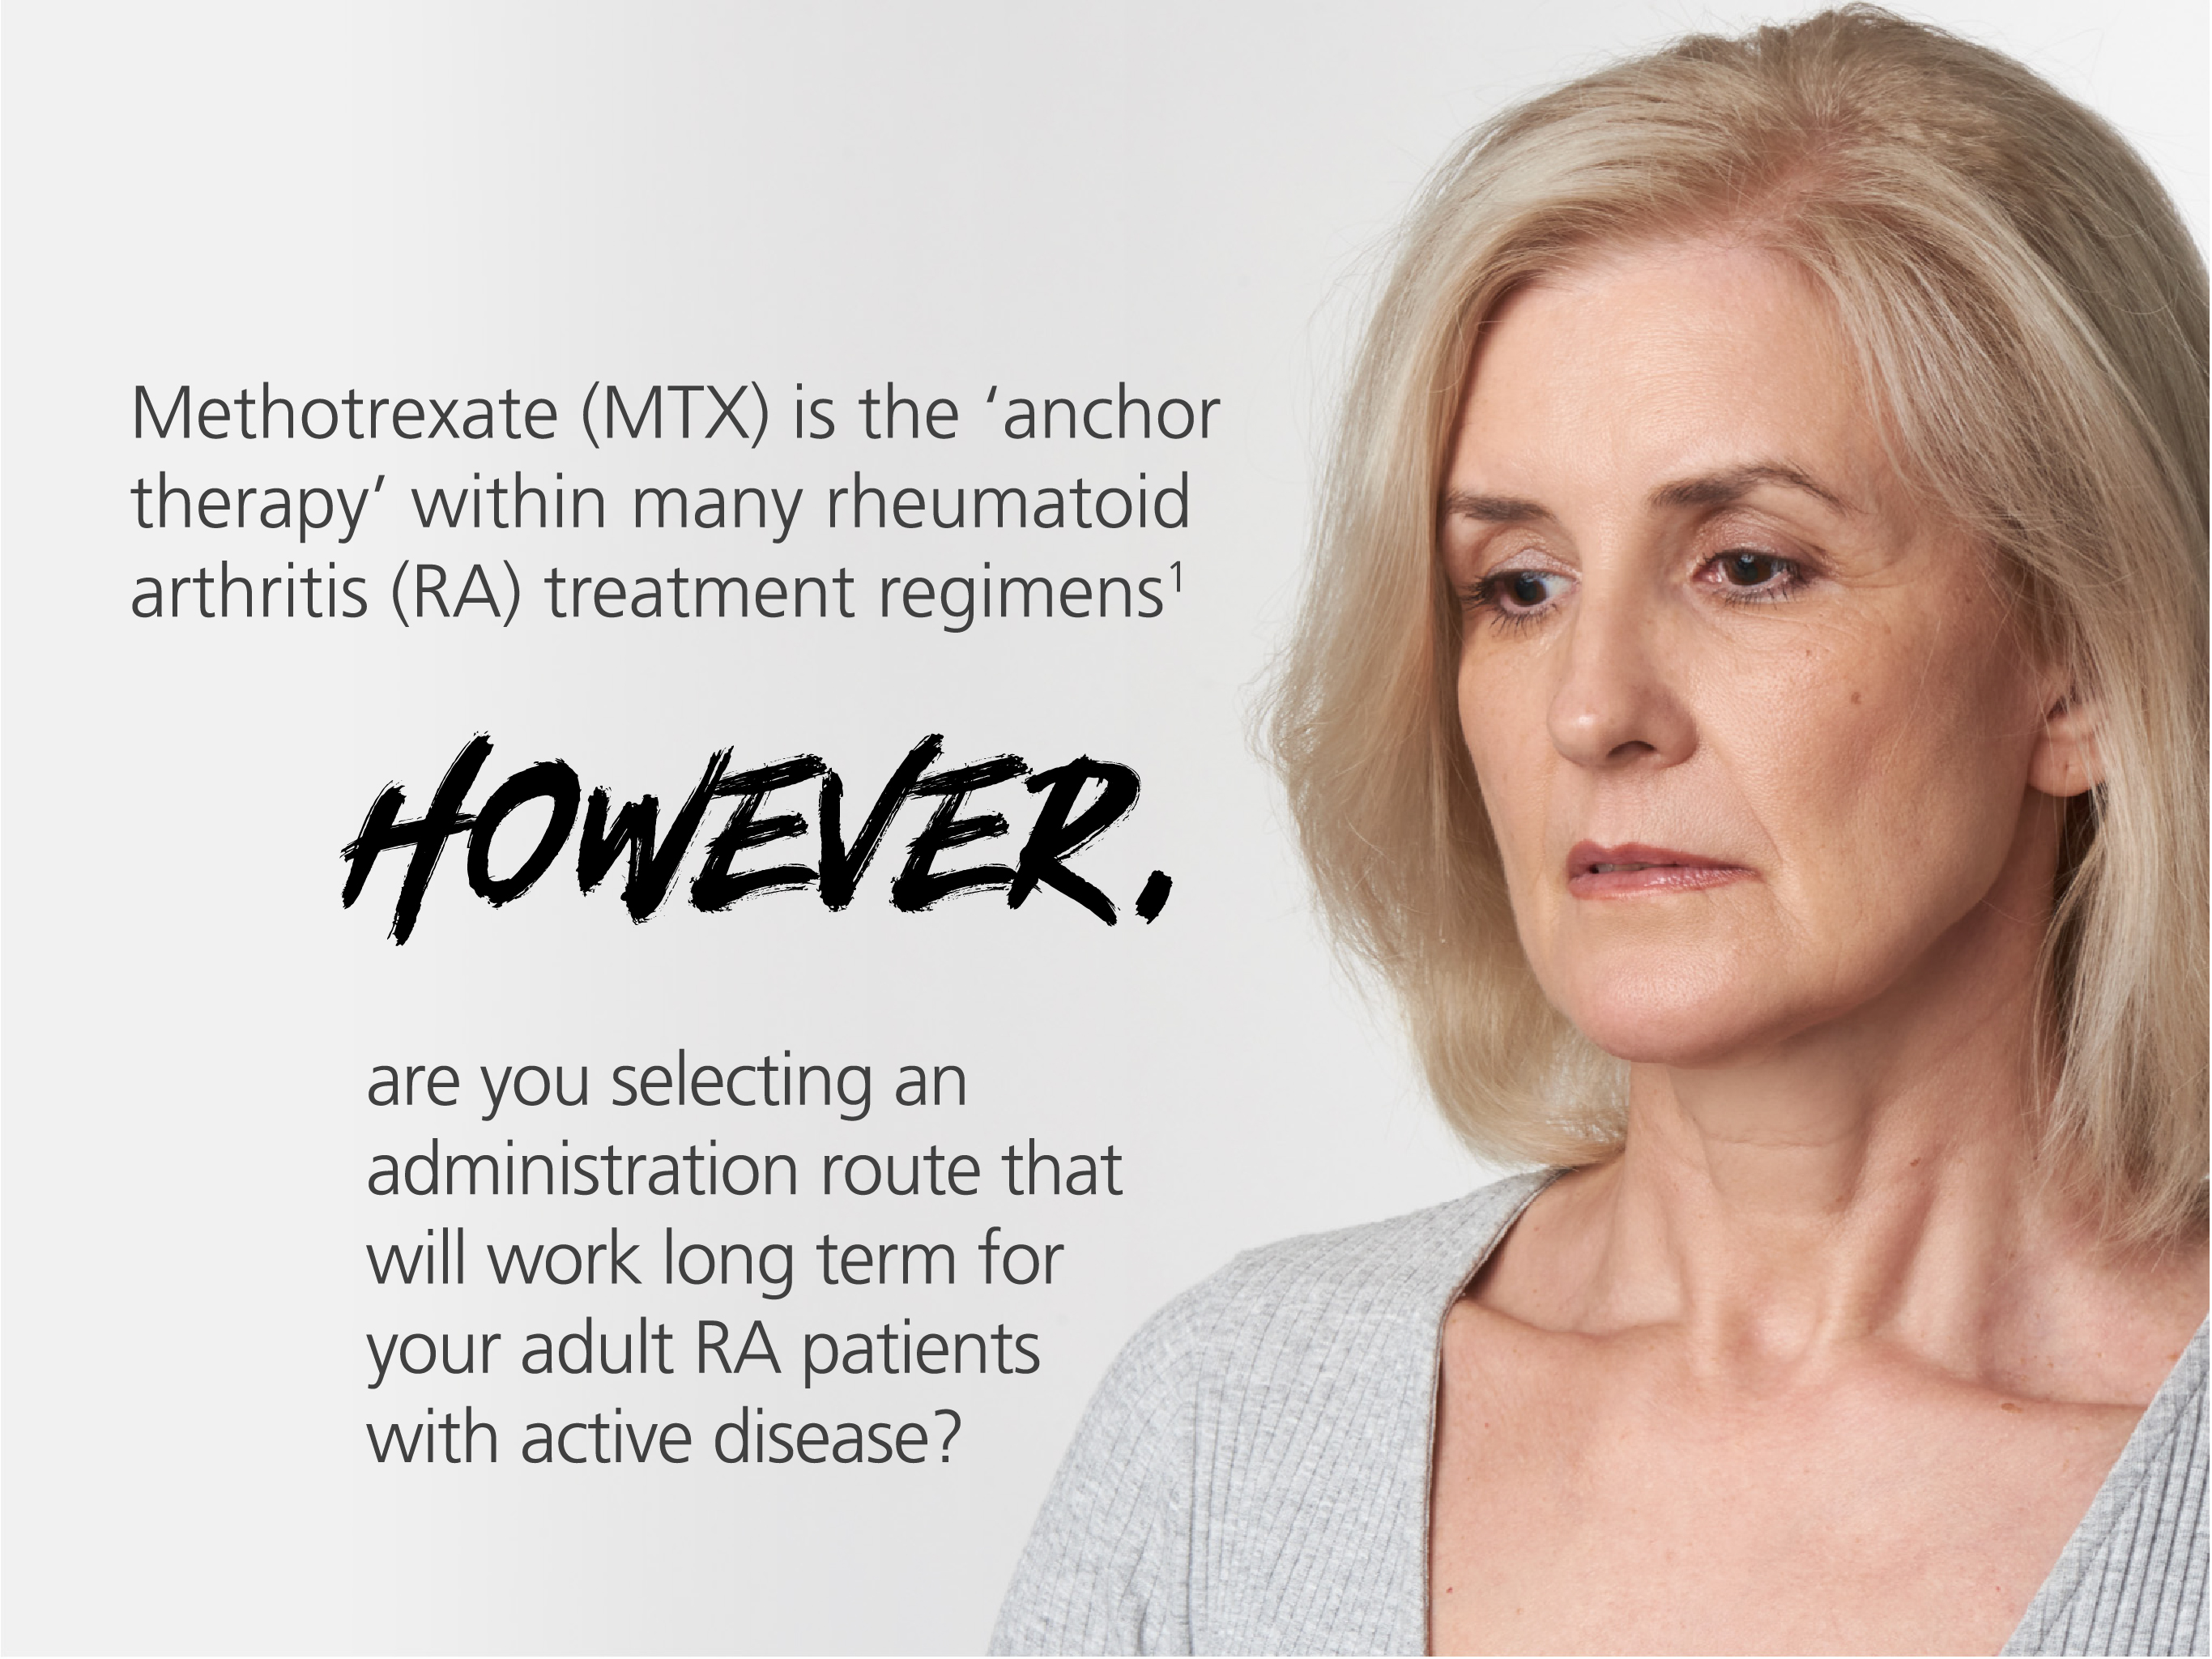 Methotrexate (MTX) is the ‘anchor
therapy’ within many rheumatoid
arthritis (RA) treatment regimens¹
HOWEVER,
are you selecting an
administration route that
will work long term for
your adult RA patients
with active disease?